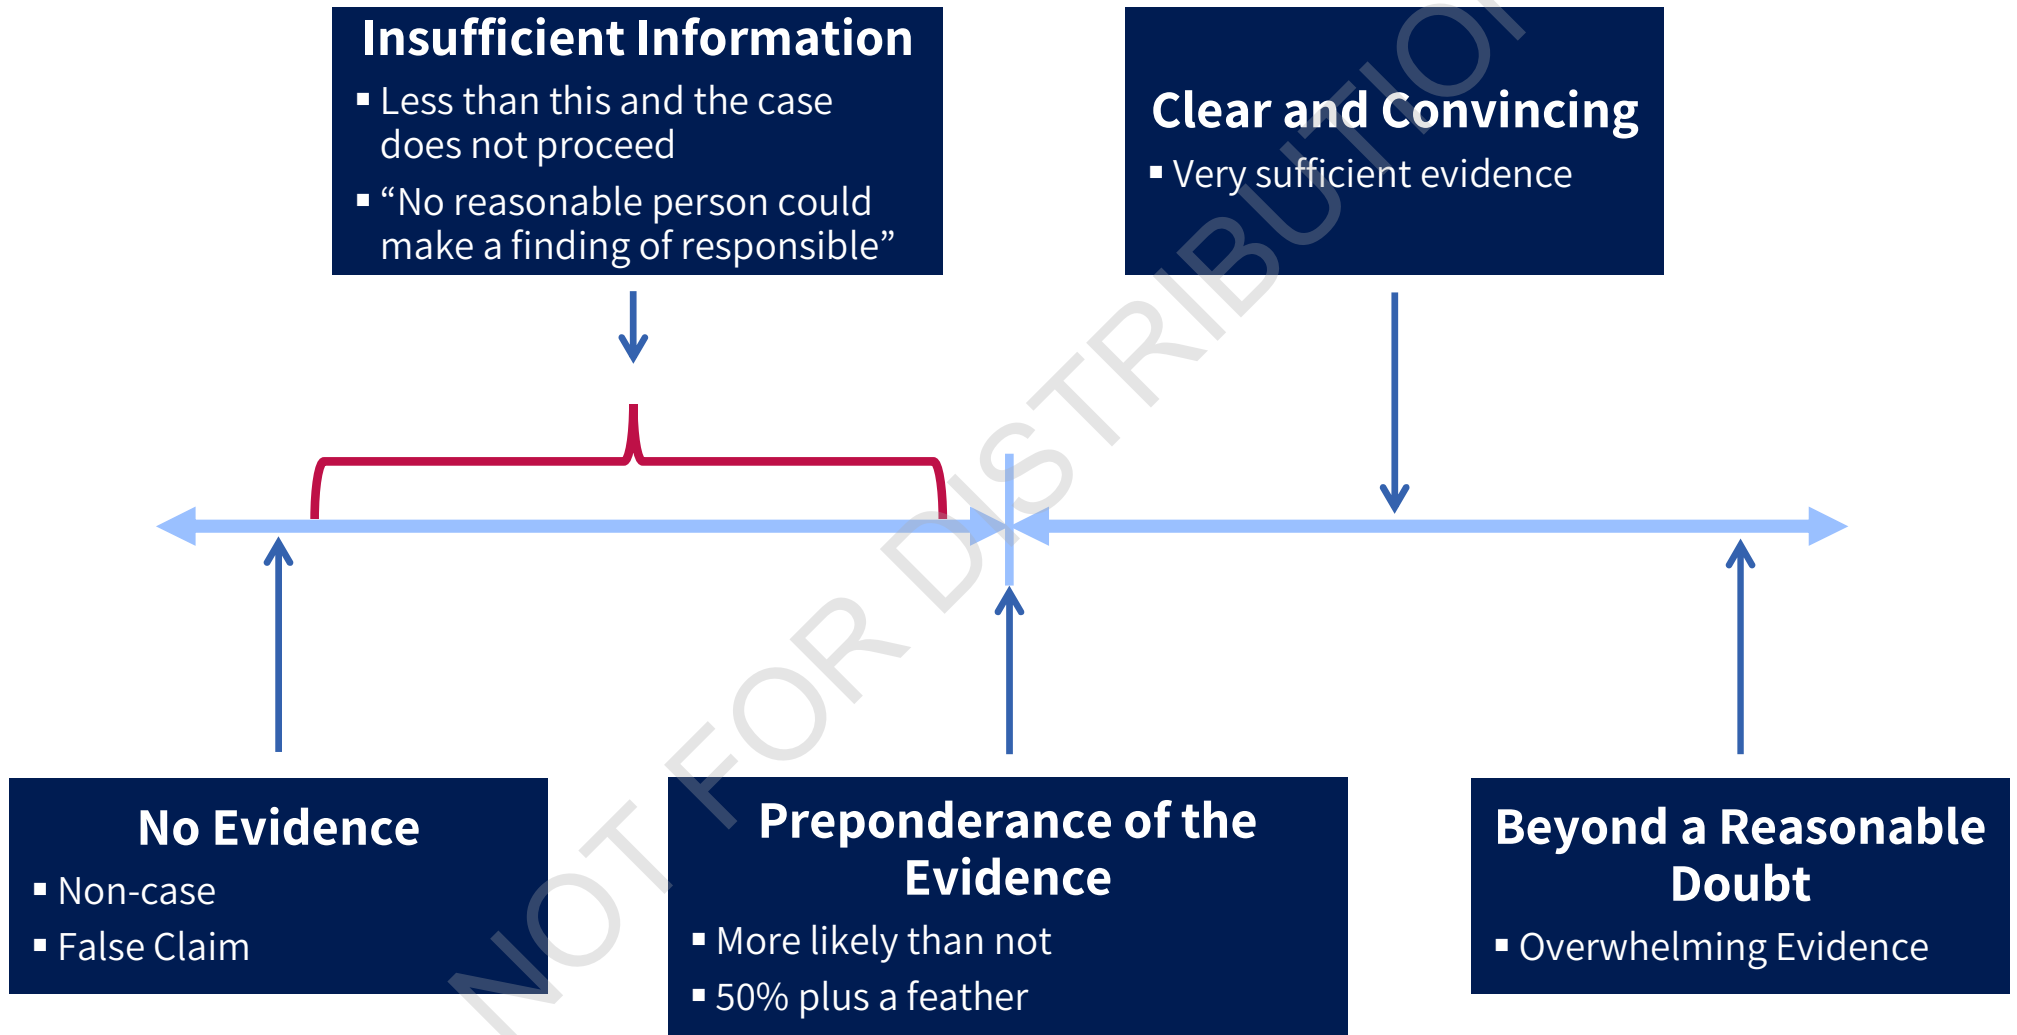 Insufficient Information
▪ Less than this and the case
does not proceed
▪ “No reasonable person could
make a finding of responsible”
Clear and Convincing
▪ Very sufficient evidence
No Evidence
▪ Non-case
▪ False Claim
Preponderance of the
Evidence
▪ More likely than not
▪ 50% plus a feather
Beyond a Reasonable
Doubt
▪ Overwhelming Evidence
NOT FOR DISTRIBUTION